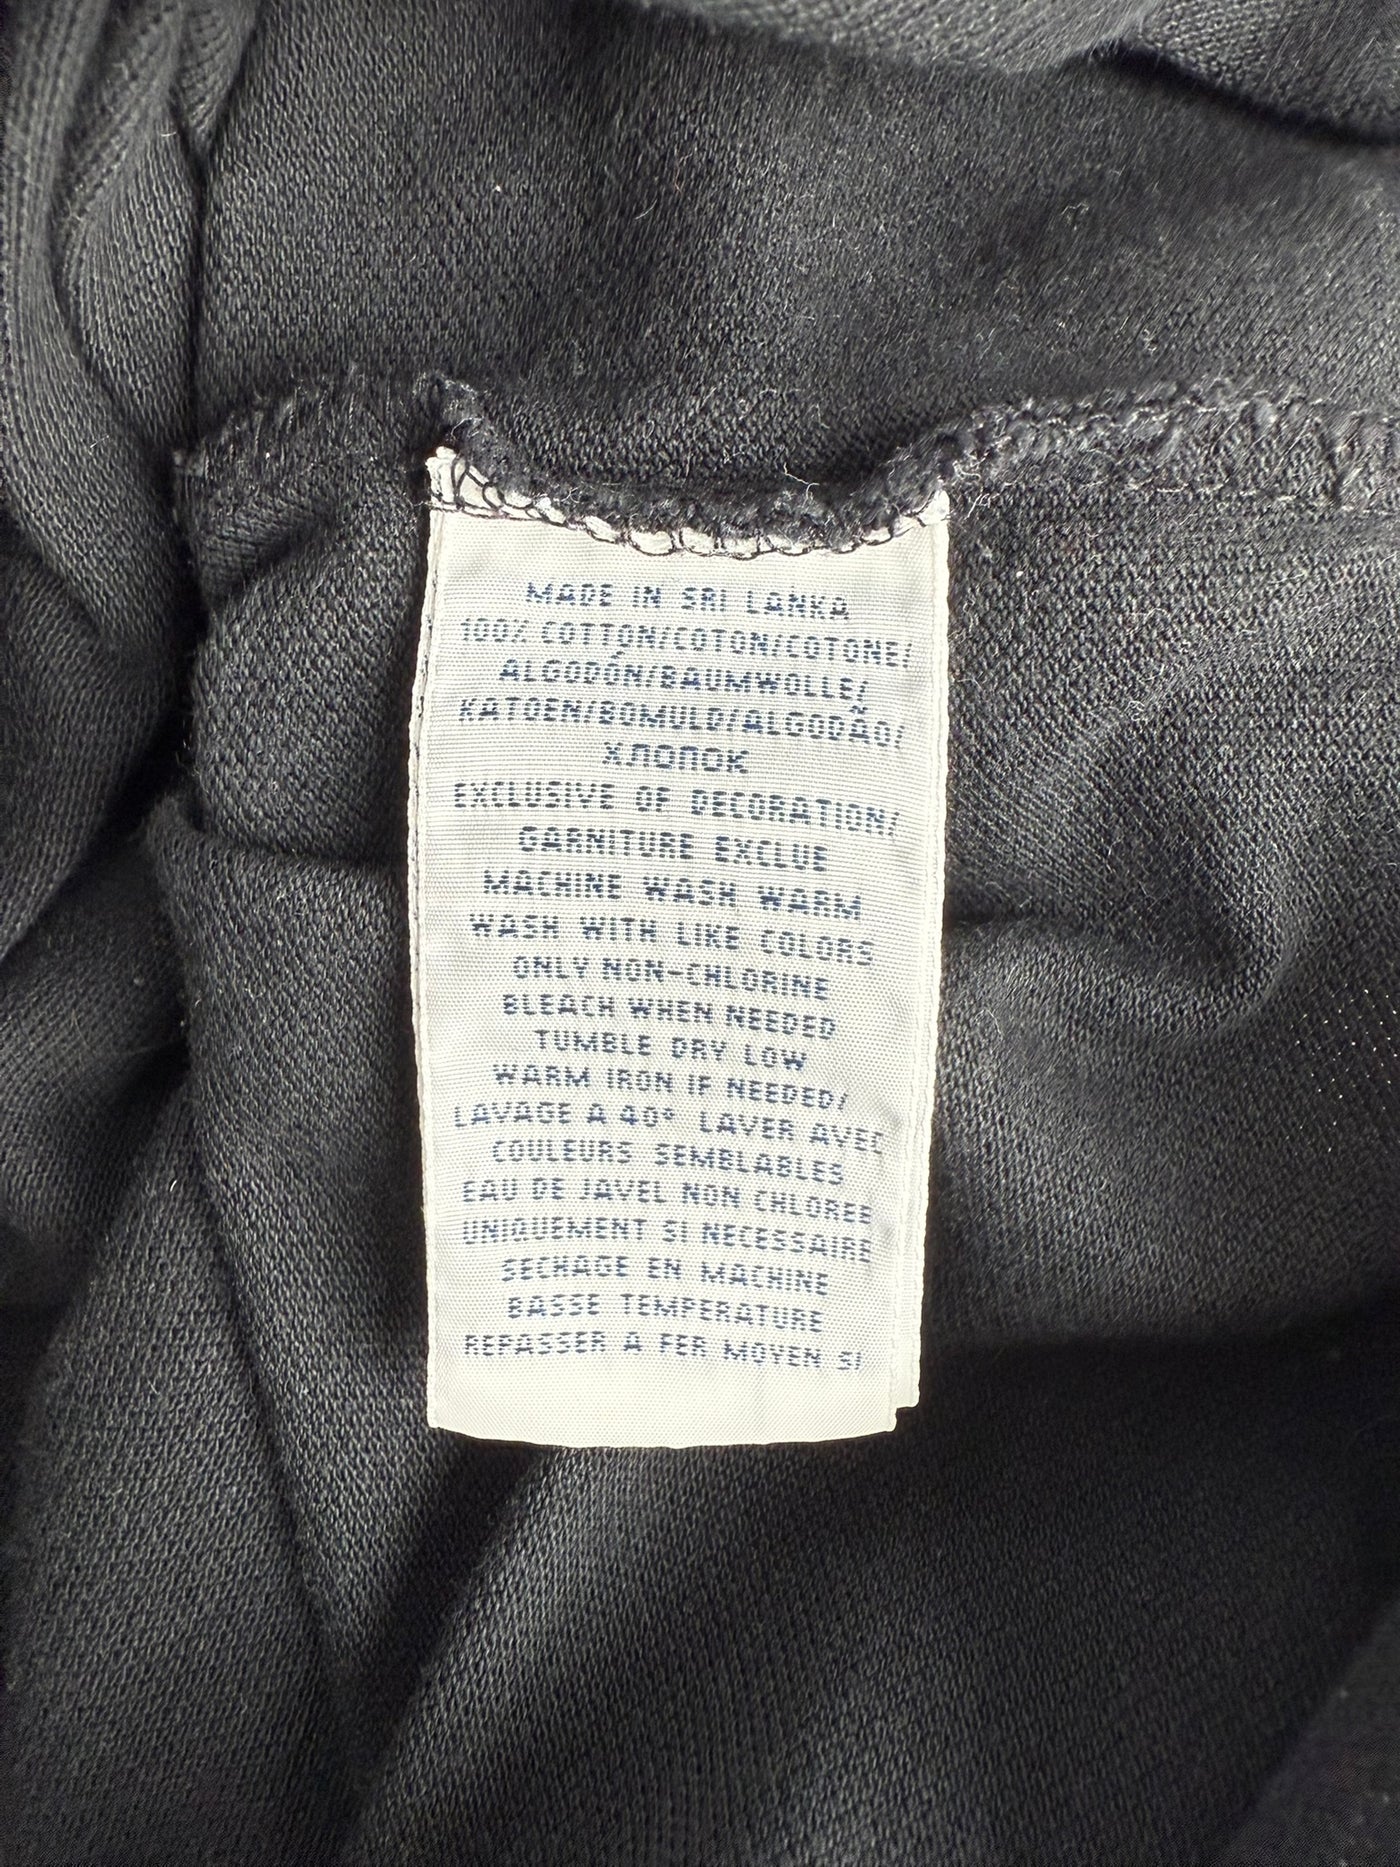 MADE IN SRI LANKA
100% COTTON/COTON/COTONE/
ALGODÓN/BAUMWOLLE/
KATOEN/BOMULD/ALGODÃO/
ХЛОПОК
EXCLUSIVE OF DECORATION/
GARNITURE EXCLUE
MACHINE WASH WARM
WASH WITH LIKE COLORS
ONLY NON-CHLORINE
BLEACH WHEN NEEDED
TUMBLE DRY LOW
WARM IRON IF NEEDED/
LAVAGE A 40° LAVER AVEC
COULEURS SEMBLABLES
EAU DE JAVEL NON CHLOREE
UNIQUEMENT SI NECESSAIRE
SECHAGE EN MACHINE
BASSE TEMPERATURE
REPASSER A FER MOYEN SI